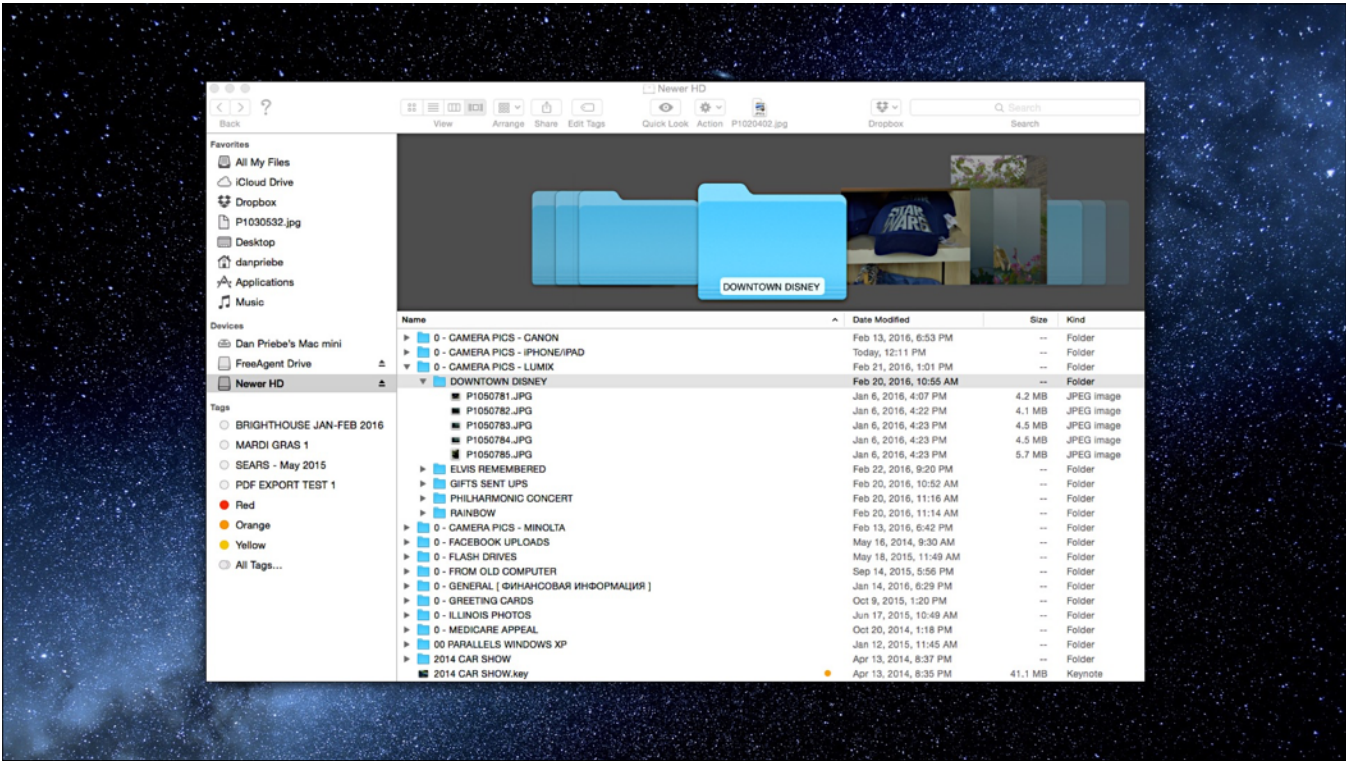 Newer HD
?
Back
View
Arrange
Share
Edit Tags
Quick Look
Action
P1020402.jpg
Dropbox
Search
Search
Favorites
All My Files
iCloud Drive
Dropbox
P1030532.jpg
Desktop
danpriebe
Applications
Music
Devices
Dan Priebe's Mac mini
FreeAgent Drive
Newer HD
Tags
BRIGHTHOUSE JAN-FEB 2016
MARDI GRAS 1
SEARS - May 2015
PDF EXPORT TEST 1
Red
Orange
Yellow
All Tags...
STAR WARS
DOWNTOWN DISNEY
Name Date Modified Size Kind
0 - CAMERA PICS - CANON Feb 13, 2016, 6:53 PM -- Folder
0 - CAMERA PICS - iPHONE/iPAD Today, 12:11 PM -- Folder
0 - CAMERA PICS - LUMIX Feb 21, 2016, 1:01 PM -- Folder
DOWNTOWN DISNEY Feb 20, 2016, 10:55 AM -- Folder
P1050781.JPG Jan 6, 2016, 4:07 PM 4.2 MB JPEG image
P1050782.JPG Jan 6, 2016, 4:22 PM 4.1 MB JPEG image
P1050783.JPG Jan 6, 2016, 4:23 PM 4.5 MB JPEG image
P1050784.JPG Jan 6, 2016, 4:23 PM 4.5 MB JPEG image
P1050785.JPG Jan 6, 2016, 4:23 PM 5.7 MB JPEG image
ELVIS REMEMBERED Feb 22, 2016, 9:20 PM -- Folder
GIFTS SENT UPS Feb 20, 2016, 10:52 AM -- Folder
PHILHARMONIC CONCERT Feb 20, 2016, 11:16 AM -- Folder
RAINBOW Feb 20, 2016, 11:14 AM -- Folder
0 - CAMERA PICS - MINOLTA Feb 13, 2016, 6:42 PM -- Folder
0 - FACEBOOK UPLOADS May 16, 2014, 9:30 AM -- Folder
0 - FLASH DRIVES May 18, 2015, 11:49 AM -- Folder
0 - FROM OLD COMPUTER Sep 14, 2015, 5:56 PM -- Folder
0 - GENERAL [ ФИНАНСОВАЯ ИНФОРМАЦИЯ ] Jan 14, 2016, 6:29 PM -- Folder
0 - GREETING CARDS Oct 9, 2015, 1:20 PM -- Folder
0 - ILLINOIS PHOTOS Jun 17, 2015, 10:49 AM -- Folder
0 - MEDICARE APPEAL Oct 20, 2014, 1:18 PM -- Folder
00 PARALLELS WINDOWS XP Jan 12, 2015, 11:45 AM -- Folder
2014 CAR SHOW Apr 13, 2014, 8:37 PM -- Folder
2014 CAR SHOW.key Apr 13, 2014, 8:35 PM 41.1 MB Keynote